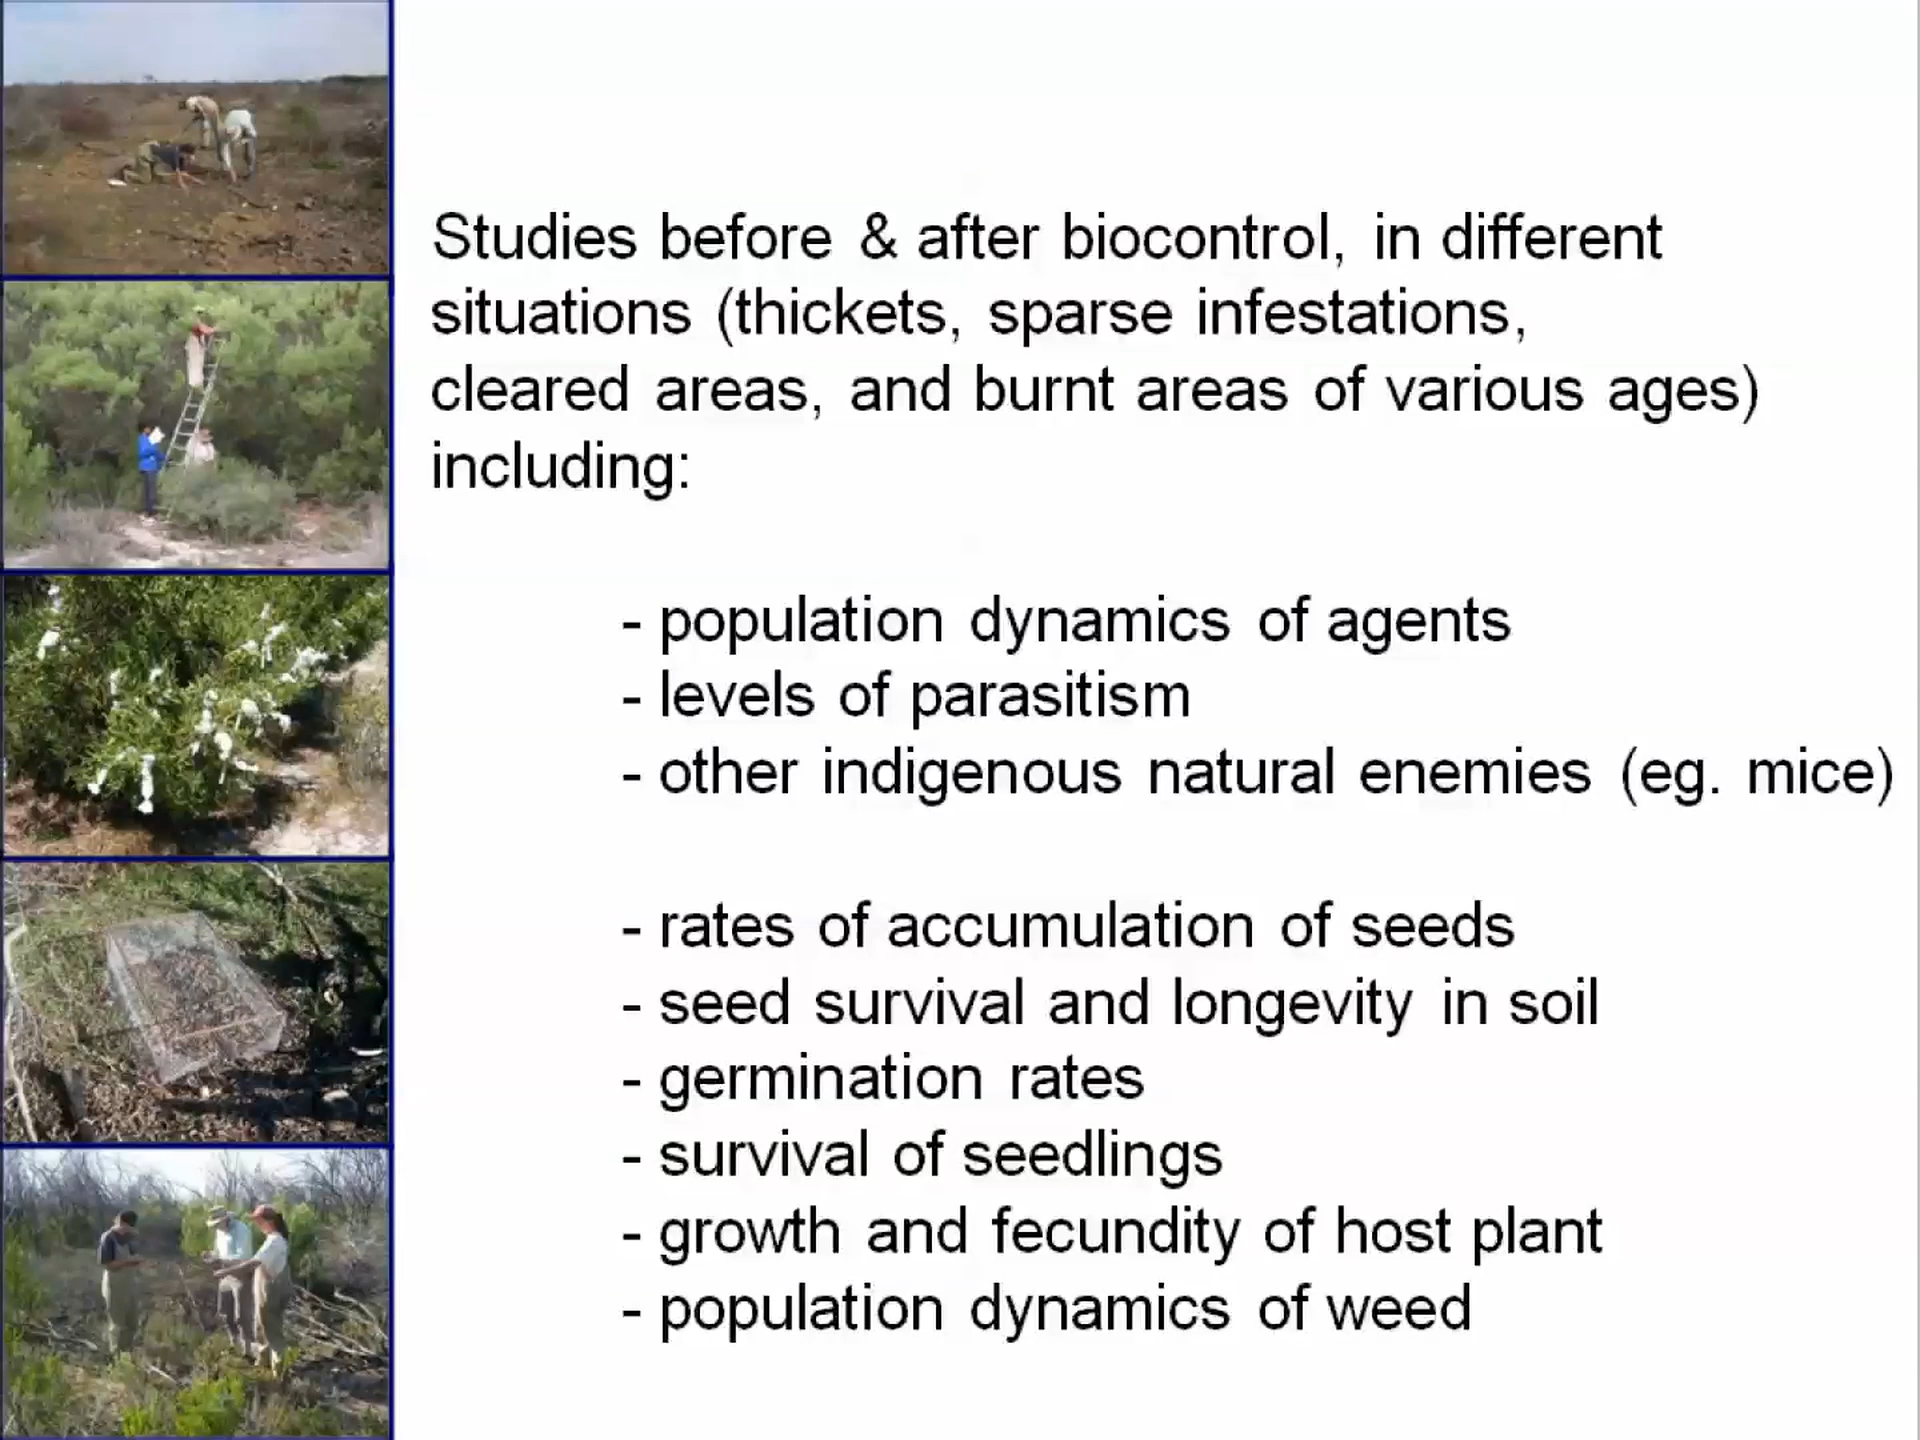 Studies before & after biocontrol, in different
situations (thickets, sparse infestations,
cleared areas, and burnt areas of various ages)
including:
- population dynamics of agents
- levels of parasitism
- other indigenous natural enemies (eg. mice)
- rates of accumulation of seeds
- seed survival and longevity in soil
- germination rates
- survival of seedlings
- growth and fecundity of host plant
- population dynamics of weed